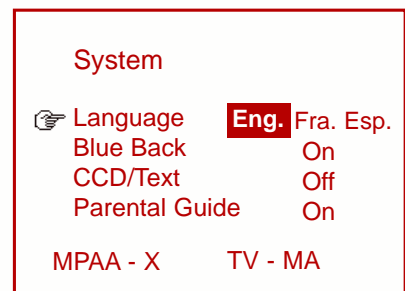 System
Language Eng. Fra. Esp.
Blue Back On
CCD/Text Off
Parental Guide On
MPAA - X TV - MA